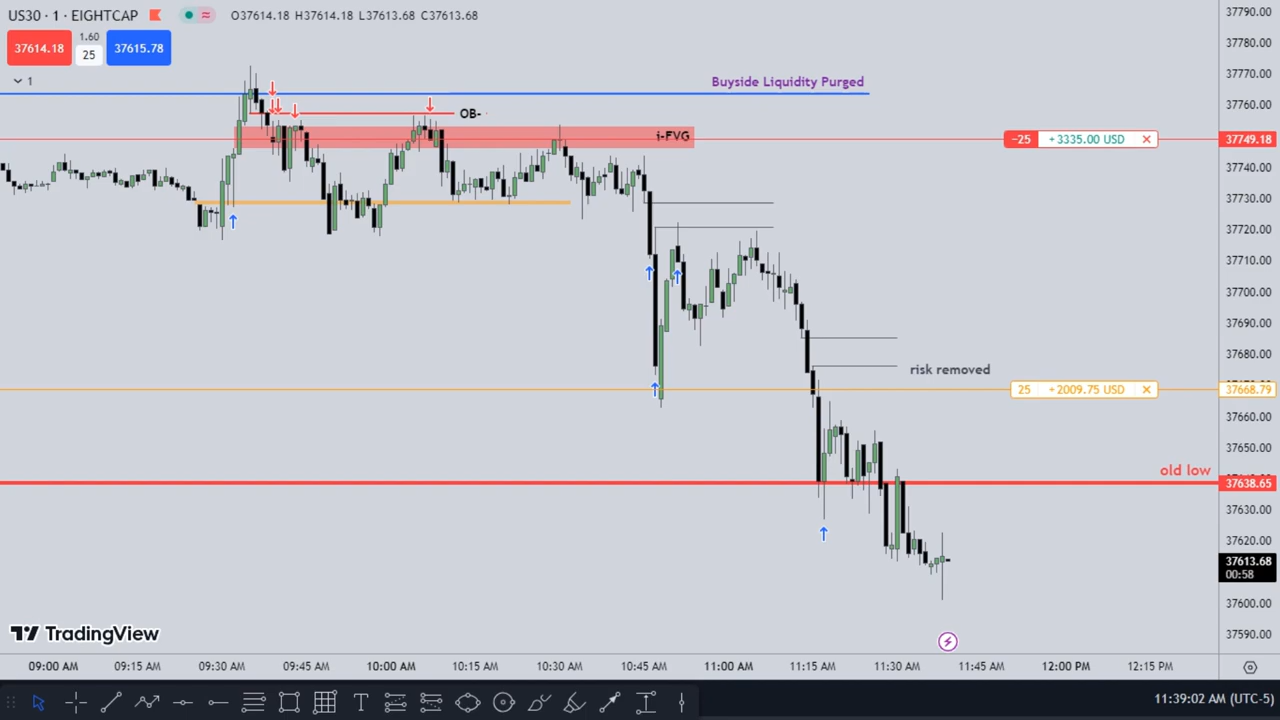 US30 · 1 · EIGHTCAP
O37614.18 H37614.18 L37613.68 C37613.68
37614.18
1.60
25
37615.78
1
Buyside Liquidity Purged
OB-
i-FVG
−25 +3335.00 USD
risk removed
25 +2009.75 USD
old low
37790.00
37780.00
37770.00
37760.00
37749.18
37740.00
37730.00
37720.00
37710.00
37700.00
37690.00
37680.00
37668.79
37660.00
37650.00
37638.65
37630.00
37620.00
37613.68
00:58
37600.00
37590.00
TradingView
09:00 AM 09:15 AM 09:30 AM 09:45 AM 10:00 AM 10:15 AM 10:30 AM 10:45 AM 11:00 AM 11:15 AM 11:30 AM 11:45 AM 12:00 PM 12:15 PM
11:39:02 AM (UTC-5)